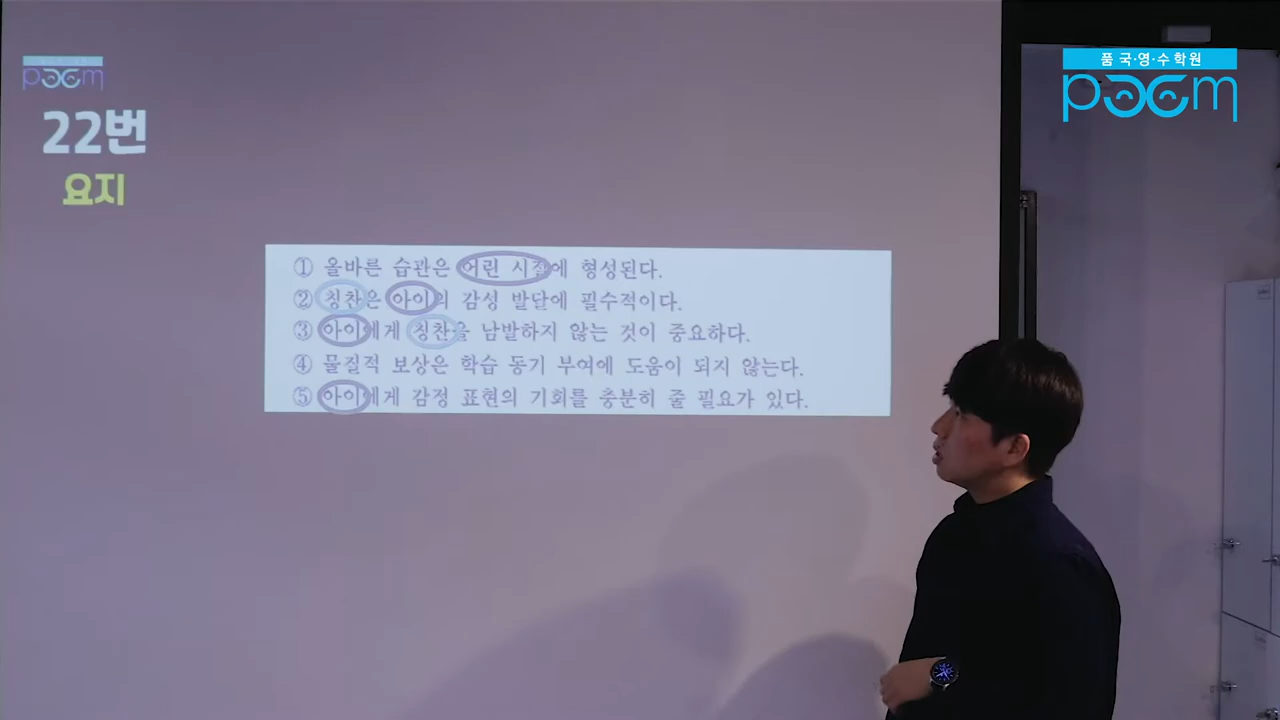 poem
22번
요지
① 올바른 습관은 어린 시절에 형성된다.
② 칭찬은 아이의 감성 발달에 필수적이다.
③ 아이에게 칭찬을 남발하지 않는 것이 중요하다.
④ 물질적 보상은 학습 동기 부여에 도움이 되지 않는다.
⑤ 아이에게 감정 표현의 기회를 충분히 줄 필요가 있다.
품 국·영·수 학원
poem